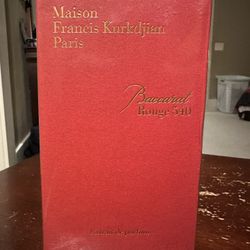 Maison
Francis Kurkdjian
Paris
Baccarat
Rouge 540
Extrait de parfum